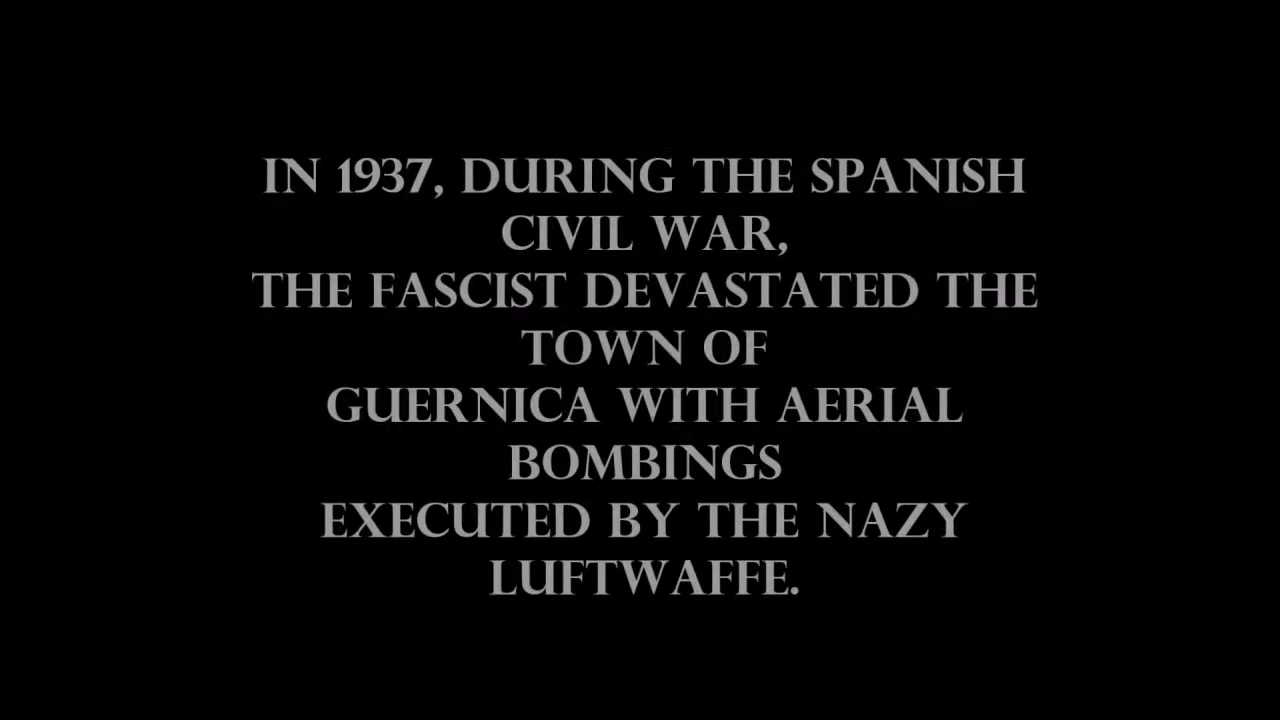 IN 1937, DURING THE SPANISH
CIVIL WAR,
THE FASCIST DEVASTATED THE
TOWN OF
GUERNICA WITH AERIAL
BOMBINGS
EXECUTED BY THE NAZY
LUFTWAFFE.